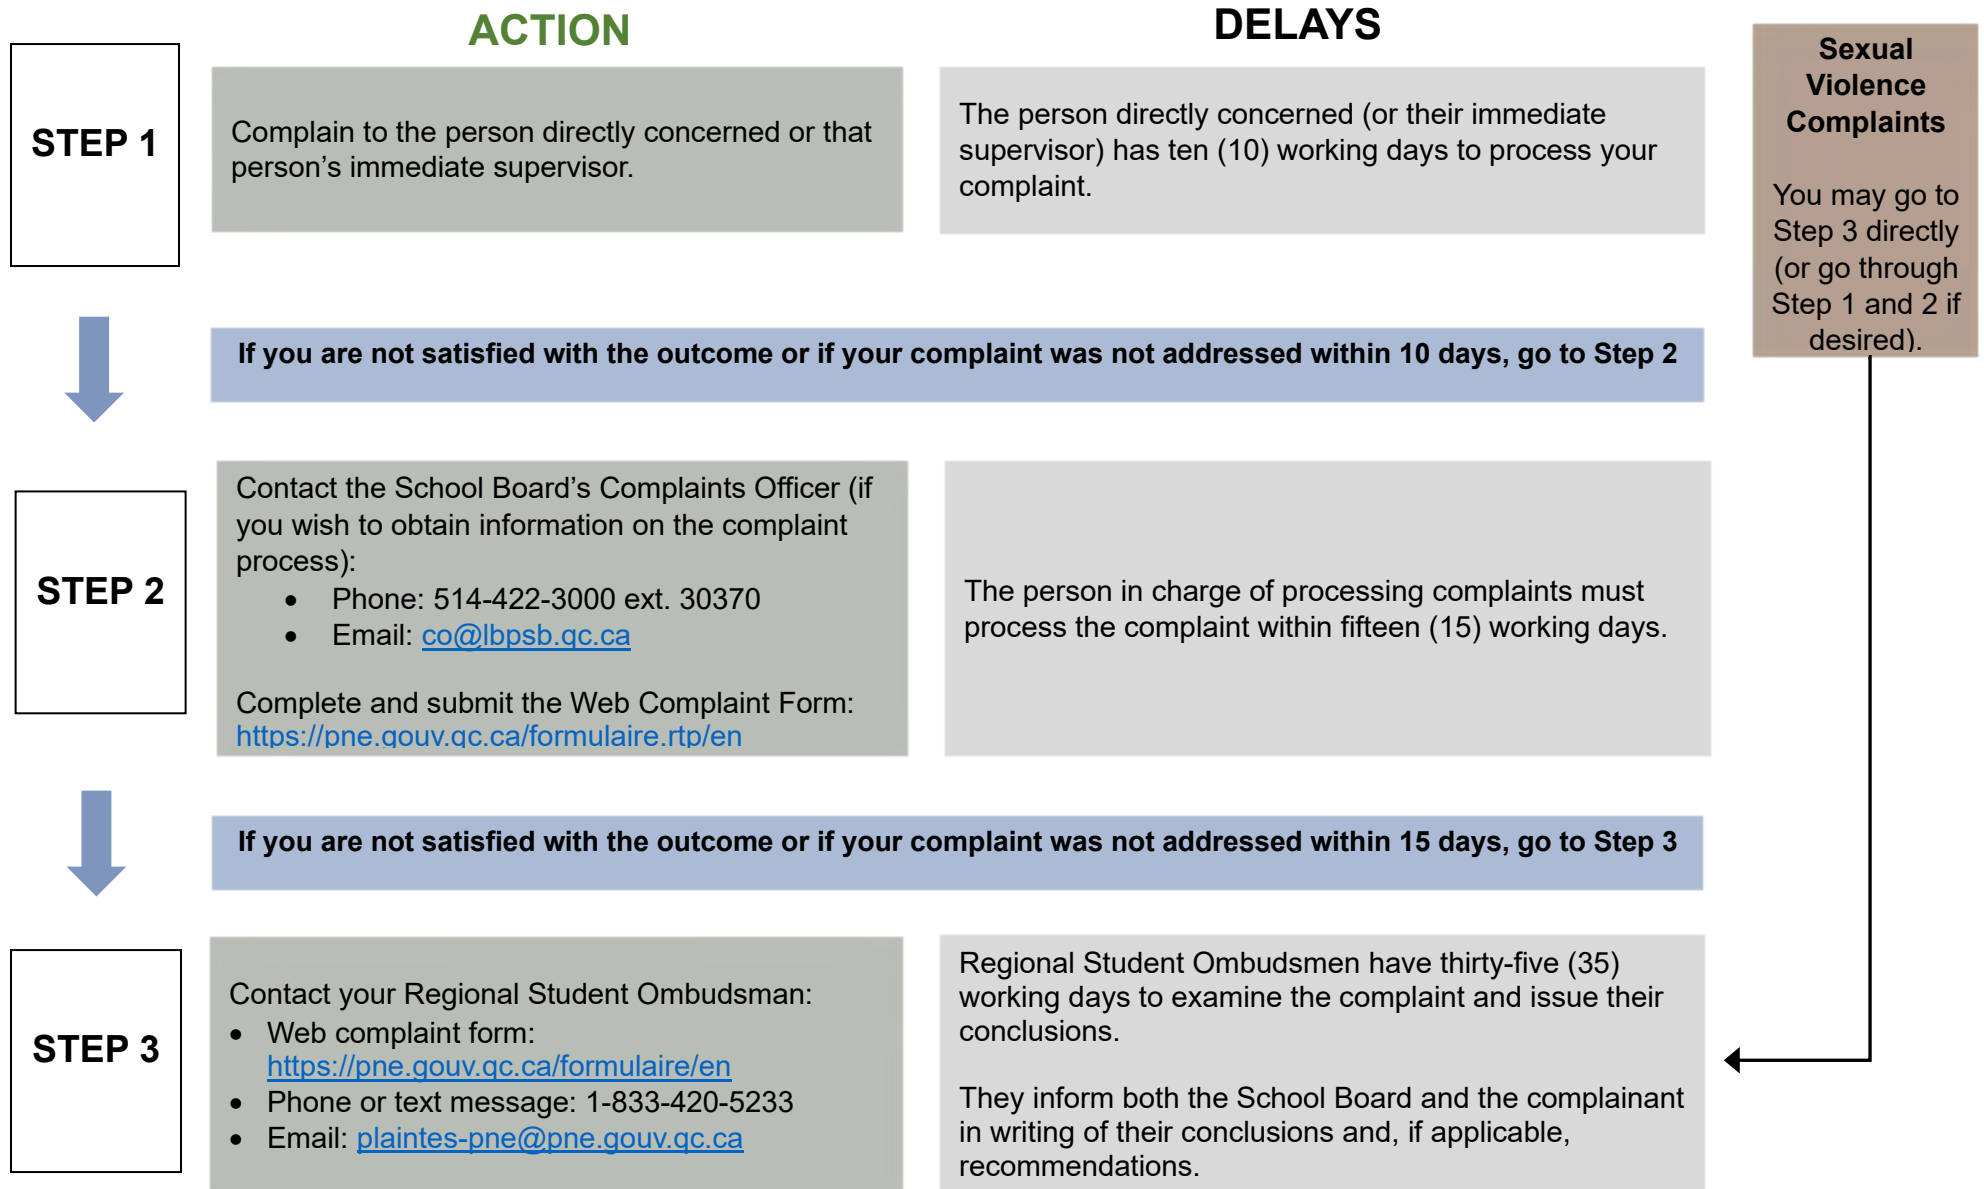 ACTION
DELAYS
STEP 1
Complain to the person directly concerned or that
person’s immediate supervisor.
The person directly concerned (or their immediate
supervisor) has ten (10) working days to process your
complaint.
Sexual
Violence
Complaints
You may go to
Step 3 directly
(or go through
Step 1 and 2 if
desired).
If you are not satisfied with the outcome or if your complaint was not addressed within 10 days, go to Step 2
STEP 2
Contact the School Board’s Complaints Officer (if
you wish to obtain information on the complaint
process):
• Phone: 514-422-3000 ext. 30370
• Email: co@lbpsb.qc.ca
Complete and submit the Web Complaint Form:
https://pne.gouv.qc.ca/formulaire.rtp/en
The person in charge of processing complaints must
process the complaint within fifteen (15) working days.
If you are not satisfied with the outcome or if your complaint was not addressed within 15 days, go to Step 3
STEP 3
Contact your Regional Student Ombudsman:
• Web complaint form:
https://pne.gouv.qc.ca/formulaire/en
• Phone or text message: 1-833-420-5233
• Email: plaintes-pne@pne.gouv.qc.ca
Regional Student Ombudsmen have thirty-five (35)
working days to examine the complaint and issue their
conclusions.
They inform both the School Board and the complainant
in writing of their conclusions and, if applicable,
recommendations.